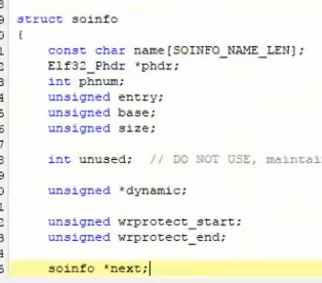 struct soinfo
{
const char name[SOINFO_NAME_LEN];
Elf32_Phdr *phdr;
int phnum;
unsigned entry;
unsigned base;
unsigned size;
int unused; // DO NOT USE, maintai
unsigned *dynamic;
unsigned wrprotect_start;
unsigned wrprotect_end;
soinfo *next;